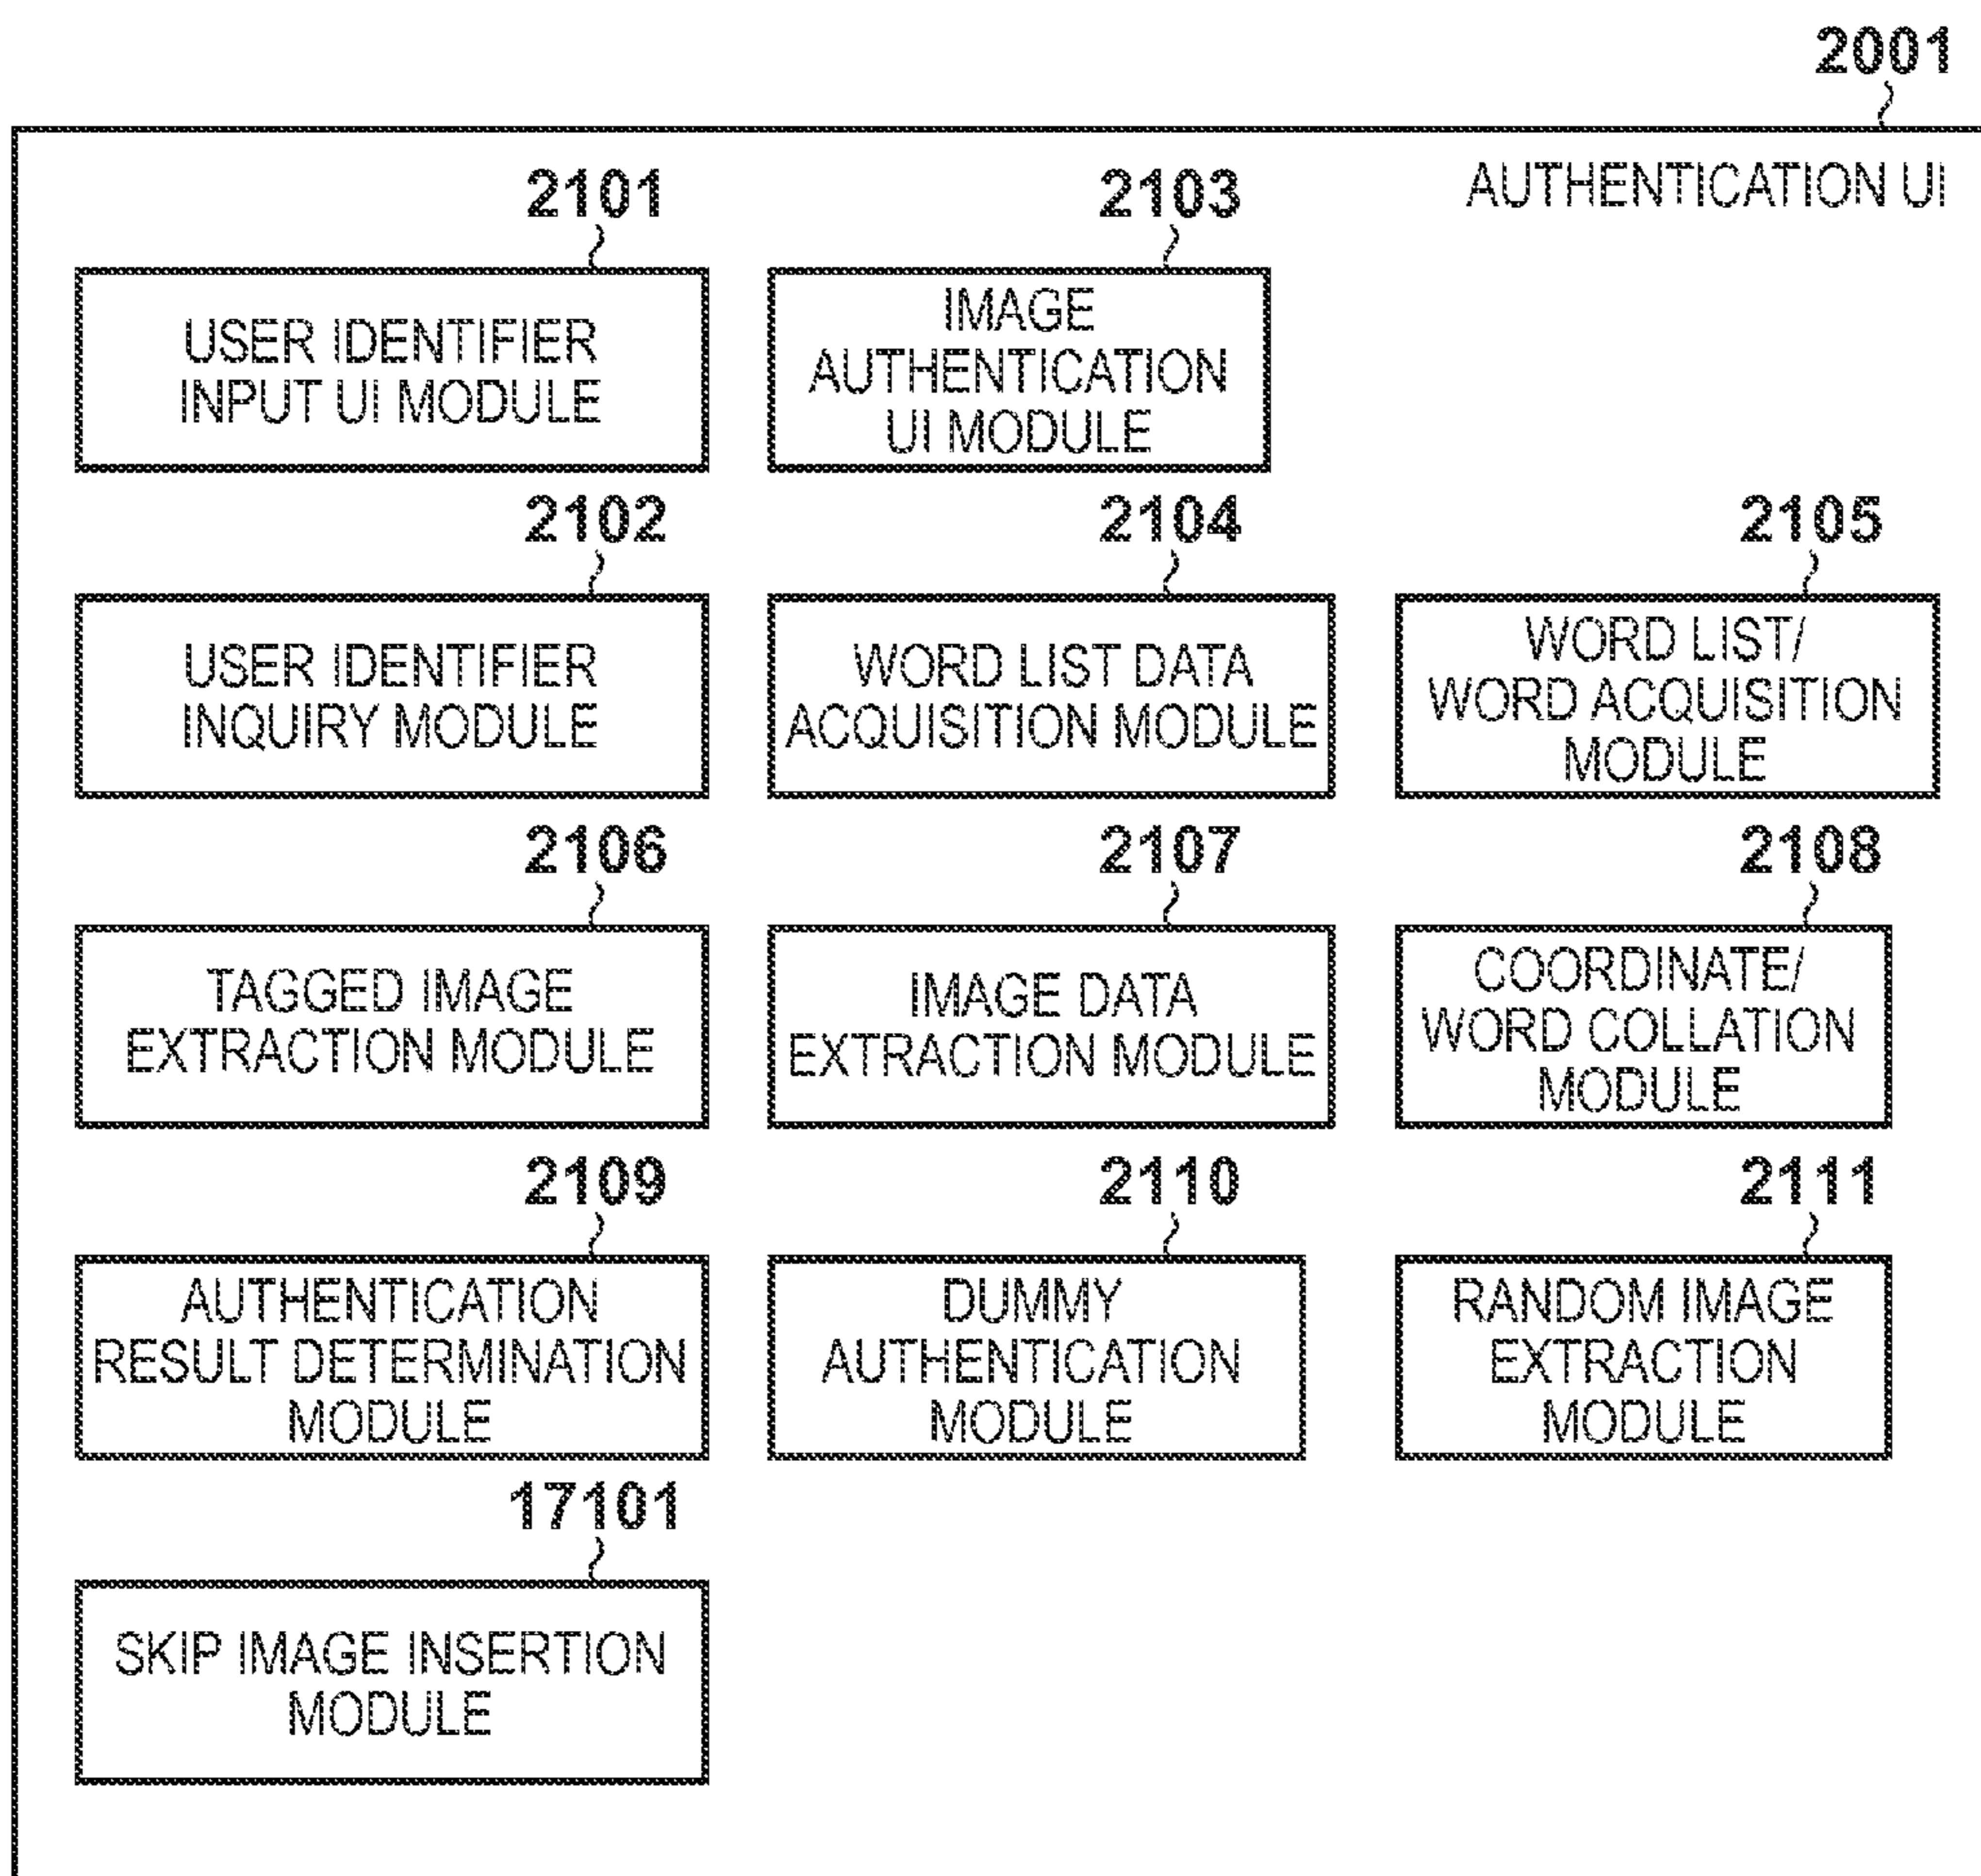 2001
AUTHENTICATION UI
2101
USER IDENTIFIER
INPUT UI MODULE
2103
IMAGE
AUTHENTICATION
UI MODULE
2102
USER IDENTIFIER
INQUIRY MODULE
2104
WORD LIST DATA
ACQUISITION MODULE
2105
WORD LIST/
WORD ACQUISITION
MODULE
2106
TAGGED IMAGE
EXTRACTION MODULE
2107
IMAGE DATA
EXTRACTION MODULE
2108
COORDINATE/
WORD COLLATION
MODULE
2109
AUTHENTICATION
RESULT DETERMINATION
MODULE
2110
DUMMY
AUTHENTICATION
MODULE
2111
RANDOM IMAGE
EXTRACTION
MODULE
17101
SKIP IMAGE INSERTION
MODULE